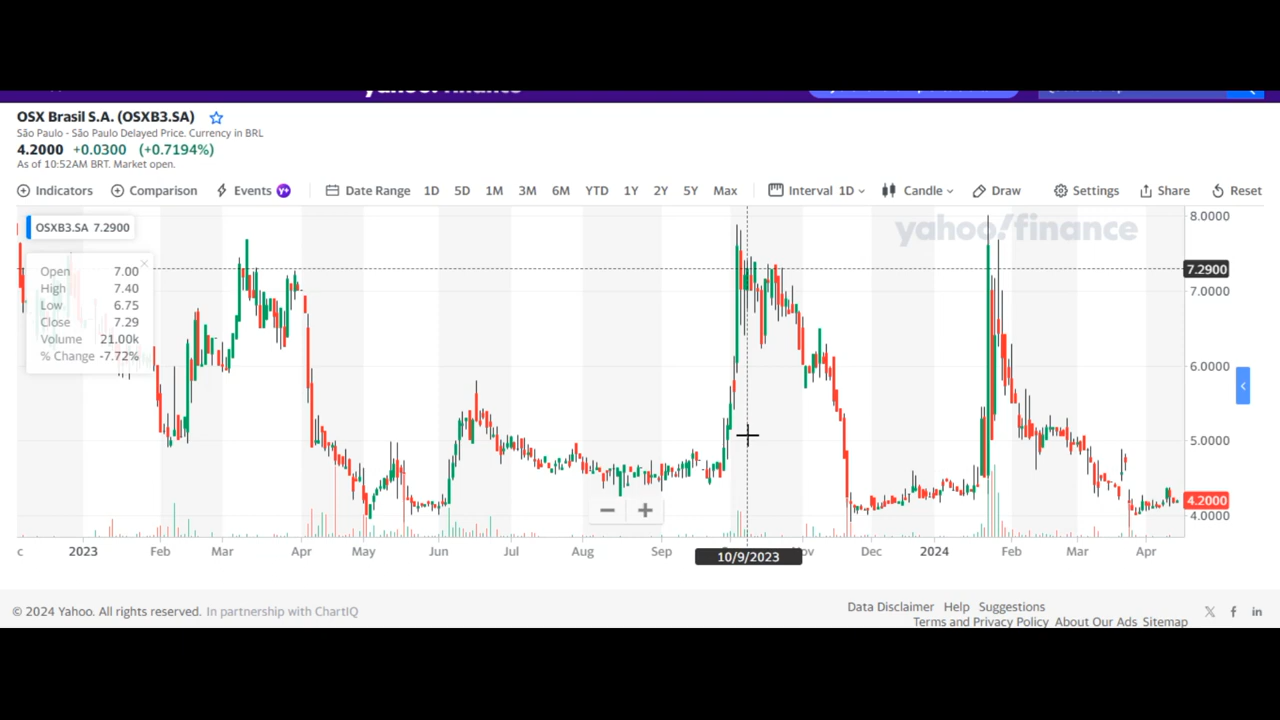 OSX Brasil S.A. (OSXB3.SA)
São Paulo - São Paulo Delayed Price. Currency in BRL
4.2000 +0.0300 (+0.7194%)
As of 10:52AM BRT. Market open.
Indicators Comparison Events Y+ Date Range 1D 5D 1M 3M 6M YTD 1Y 2Y 5Y Max Interval 1D Candle Draw Settings Share Reset
OSXB3.SA 7.2900
yahoo!finance
Open 7.00
High 7.40
Low 6.75
Close 7.29
Volume 21.00k
% Change -7.72%
8.0000
7.2900
7.0000
6.0000
5.0000
4.2000
4.0000
c 2023 Feb Mar Apr May Jun Jul Aug Sep 10/9/2023 ov Dec 2024 Feb Mar Apr
© 2024 Yahoo. All rights reserved. In partnership with ChartIQ
Data Disclaimer Help Suggestions
Terms and Privacy Policy About Our Ads Sitemap